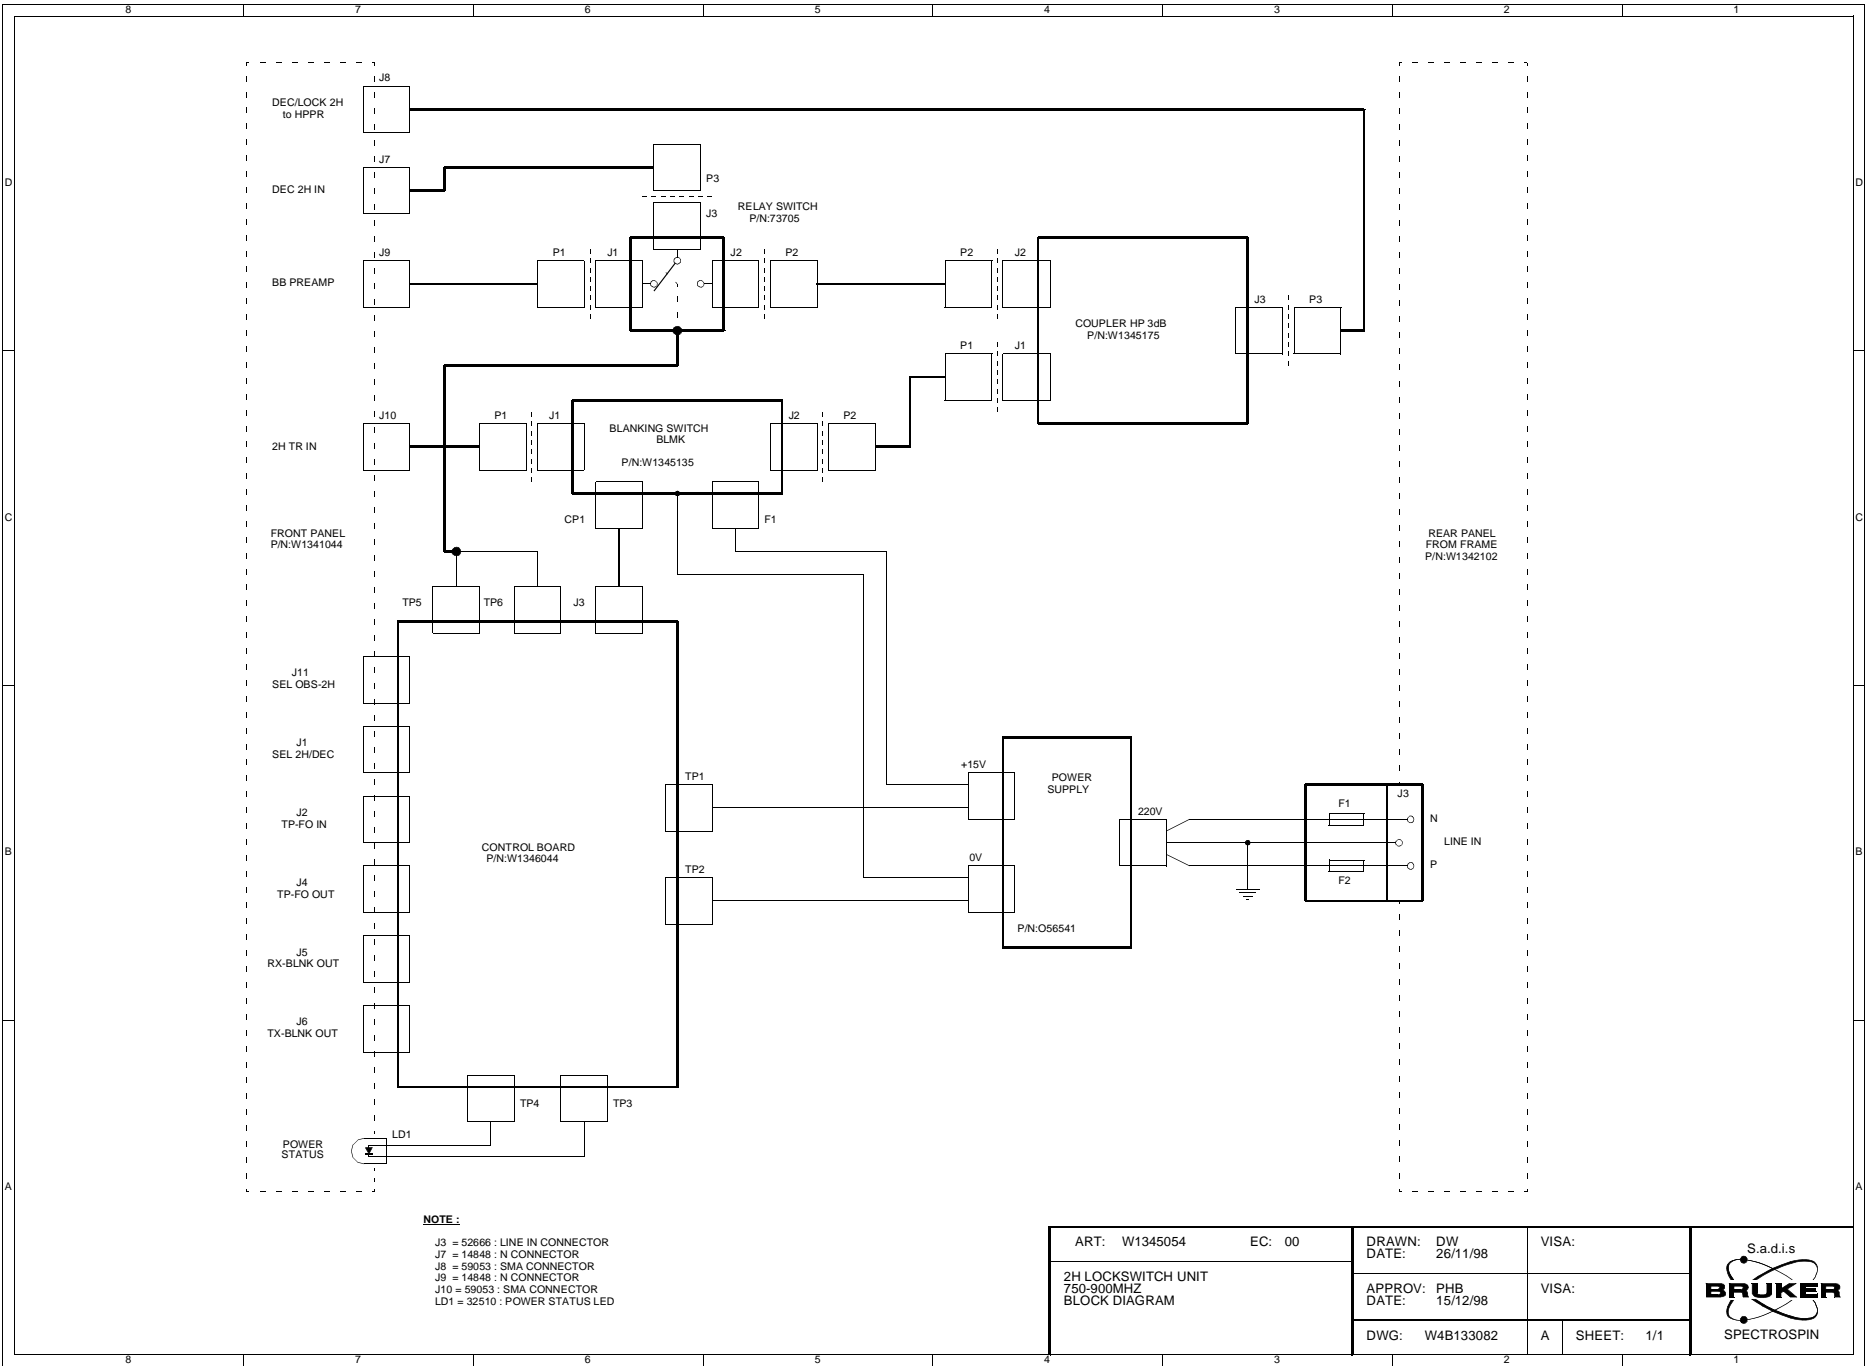 8 7 6 5 4 3 2 1
D
C
B
A
D
C
B
A
J8
DEC/LOCK 2H
to HPPR
J7
DEC 2H IN
P3
J3
RELAY SWITCH
P/N:73705
J9
BB PREAMP
P1
J1
J2
P2
P2
J2
COUPLER HP 3dB
P/N:W1345175
J3
P3
P1
J1
J10
2H TR IN
P1
J1
BLANKING SWITCH
BLMK
P/N:W1345135
J2
P2
CP1
F1
FRONT PANEL
P/N:W1341044
REAR PANEL
FROM FRAME
P/N:W1342102
TP5
TP6
J3
J11
SEL OBS-2H
J1
SEL 2H/DEC
J2
TP-FO IN
J4
TP-FO OUT
J5
RX-BLNK OUT
J6
TX-BLNK OUT
CONTROL BOARD
P/N:W1346044
TP1
TP2
+15V
0V
POWER
SUPPLY
P/N:O56541
220V
F1
F2
J3
N
LINE IN
P
TP4
TP3
LD1
POWER
STATUS
NOTE :
J3 = 52666 : LINE IN CONNECTOR
J7 = 14848 : N CONNECTOR
J8 = 59053 : SMA CONNECTOR
J9 = 14848 : N CONNECTOR
J10 = 59053 : SMA CONNECTOR
LD1 = 32510 : POWER STATUS LED
ART: W1345054 EC: 00
2H LOCKSWITCH UNIT
750-900MHZ
BLOCK DIAGRAM
DRAWN: DW
DATE: 26/11/98
VISA:
APPROV: PHB
DATE: 15/12/98
VISA:
DWG: W4B133082 A SHEET: 1/1
S.a.d.i.s
BRUKER
SPECTROSPIN
8 7 6 5 4 3 2 1